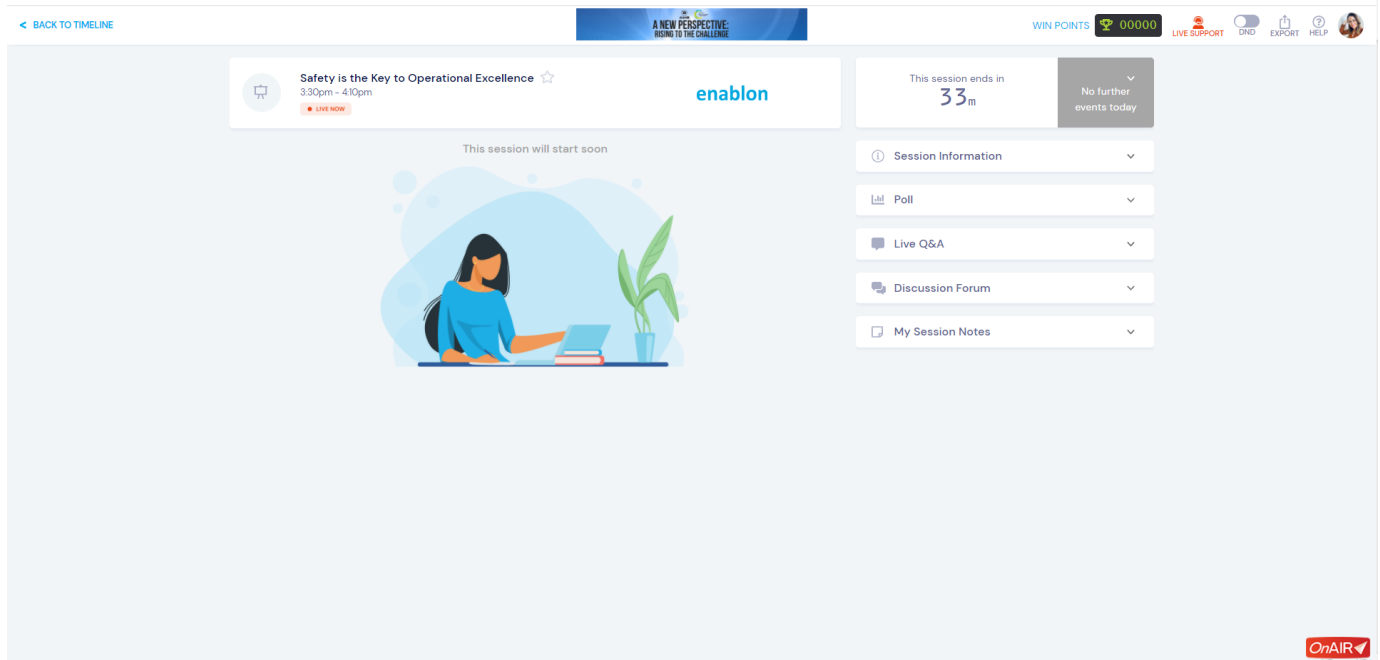 < BACK TO TIMELINE
A NEW PERSPECTIVE:
RISING TO THE CHALLENGE
WIN POINTS 00000
LIVE SUPPORT
DND
EXPORT
HELP
Safety is the Key to Operational Excellence
3:30pm - 4:10pm
LIVE NOW
enablon
This session ends in
33m
No further
events today
This session will start soon
Session Information
Poll
Live Q&A
Discussion Forum
My Session Notes
OnAIR